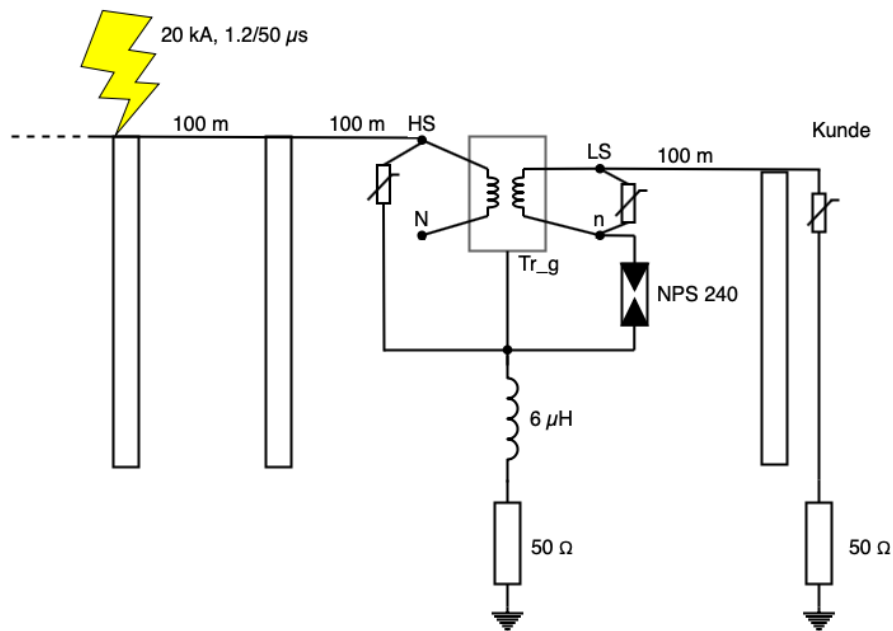 20 kA, 1.2/50 µs
100 m
100 m
HS
LS
100 m
Kunde
N
n
Tr_g
NPS 240
6 µH
50 Ω
50 Ω